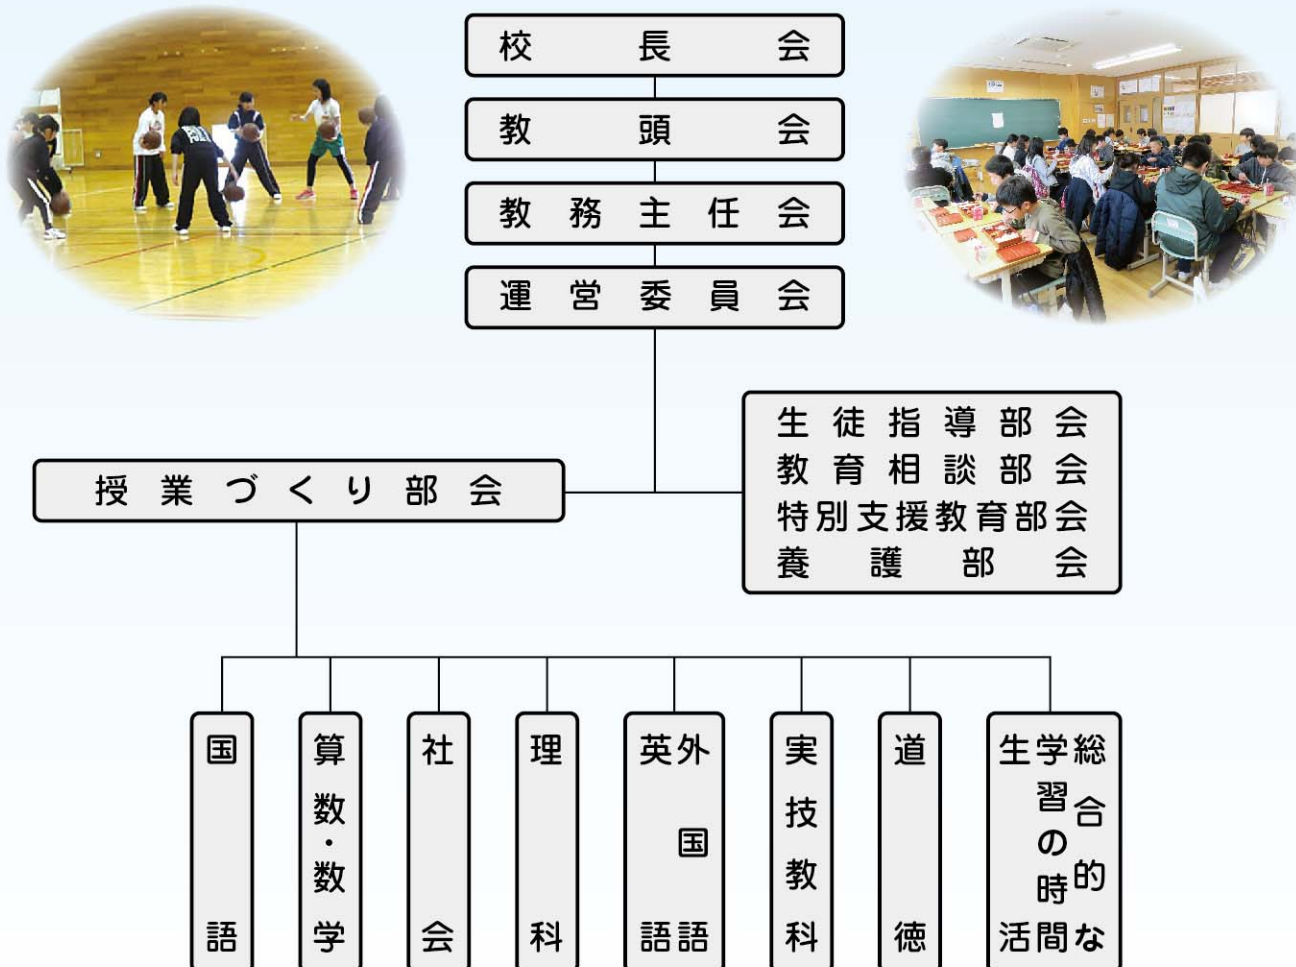 校長会
教頭会
教務主任会
運営委員会
生徒指導部会
教育相談部会
特別支援教育部会
養護部会
授業づくり部会
国語
算数・数学
社会
理科
外国語
英語
実技教科
道徳
総合的な
学習の時間
生活